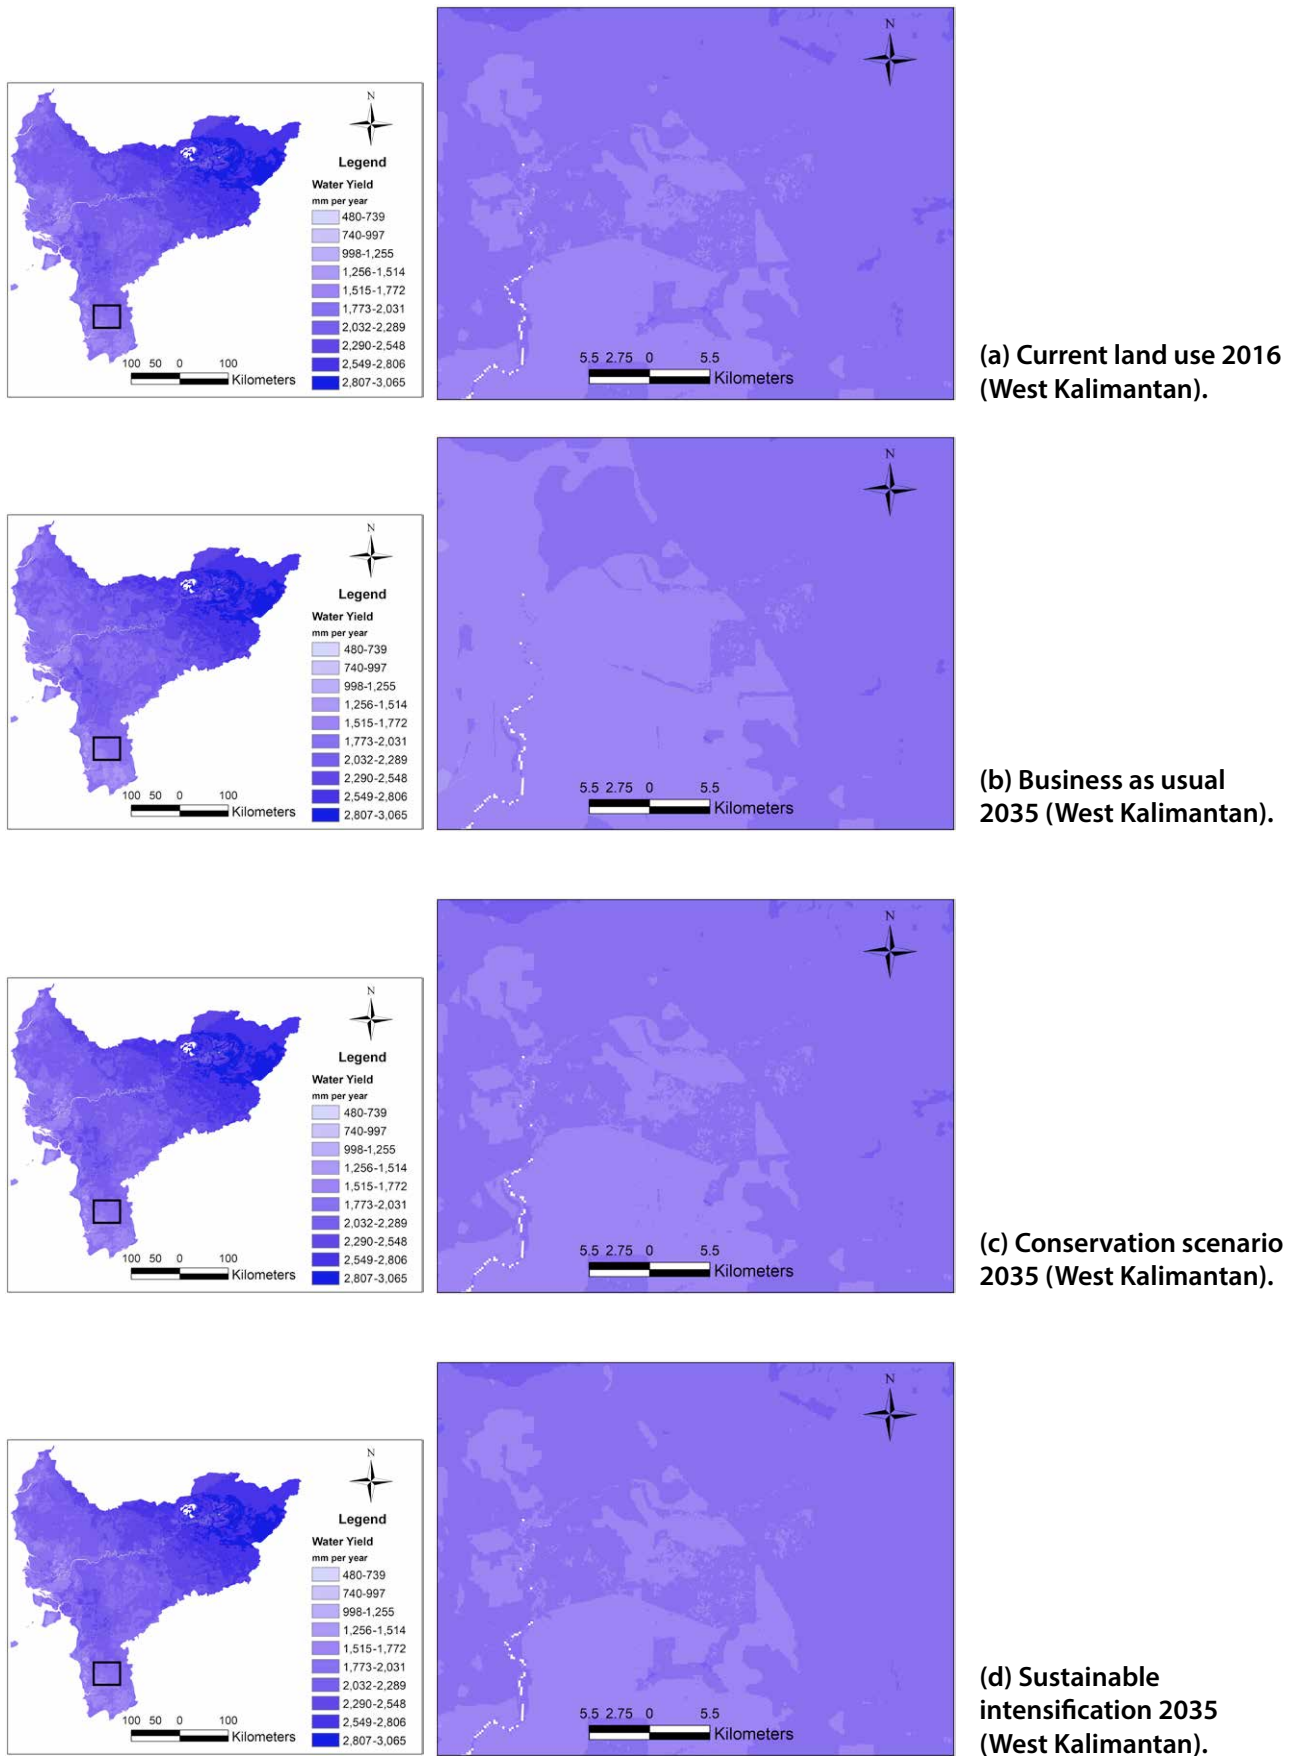 N
Legend
Water Yield
mm per year
480-739
740-997
998-1,255
1,256-1,514
1,515-1,772
1,773-2,031
2,032-2,289
2,290-2,548
2,549-2,806
2,807-3,065
100 50 0 100
Kilometers
N
5.5 2.75 0 5.5
Kilometers
(a) Current land use 2016
(West Kalimantan).
N
Legend
Water Yield
mm per year
480-739
740-997
998-1,255
1,256-1,514
1,515-1,772
1,773-2,031
2,032-2,289
2,290-2,548
2,549-2,806
2,807-3,065
100 50 0 100
Kilometers
N
5.5 2.75 0 5.5
Kilometers
(b) Business as usual
2035 (West Kalimantan).
N
Legend
Water Yield
mm per year
480-739
740-997
998-1,255
1,256-1,514
1,515-1,772
1,773-2,031
2,032-2,289
2,290-2,548
2,549-2,806
2,807-3,065
100 50 0 100
Kilometers
N
5.5 2.75 0 5.5
Kilometers
(c) Conservation scenario
2035 (West Kalimantan).
N
Legend
Water Yield
mm per year
480-739
740-997
998-1,255
1,256-1,514
1,515-1,772
1,773-2,031
2,032-2,289
2,290-2,548
2,549-2,806
2,807-3,065
100 50 0 100
Kilometers
N
5.5 2.75 0 5.5
Kilometers
(d) Sustainable
intensification 2035
(West Kalimantan).